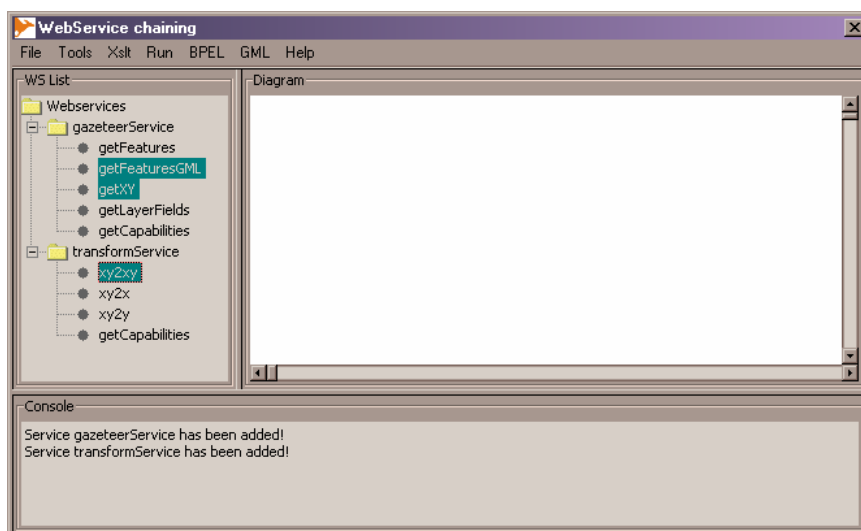 WebService chaining
File Tools Xslt Run BPEL GML Help
WS List
Webservices
gazeteerService
getFeatures
getFeaturesGML
getXY
getLayerFields
getCapabilities
transformService
xy2xy
xy2x
xy2y
getCapabilities
Diagram
Console
Service gazeteerService has been added!
Service transformService has been added!